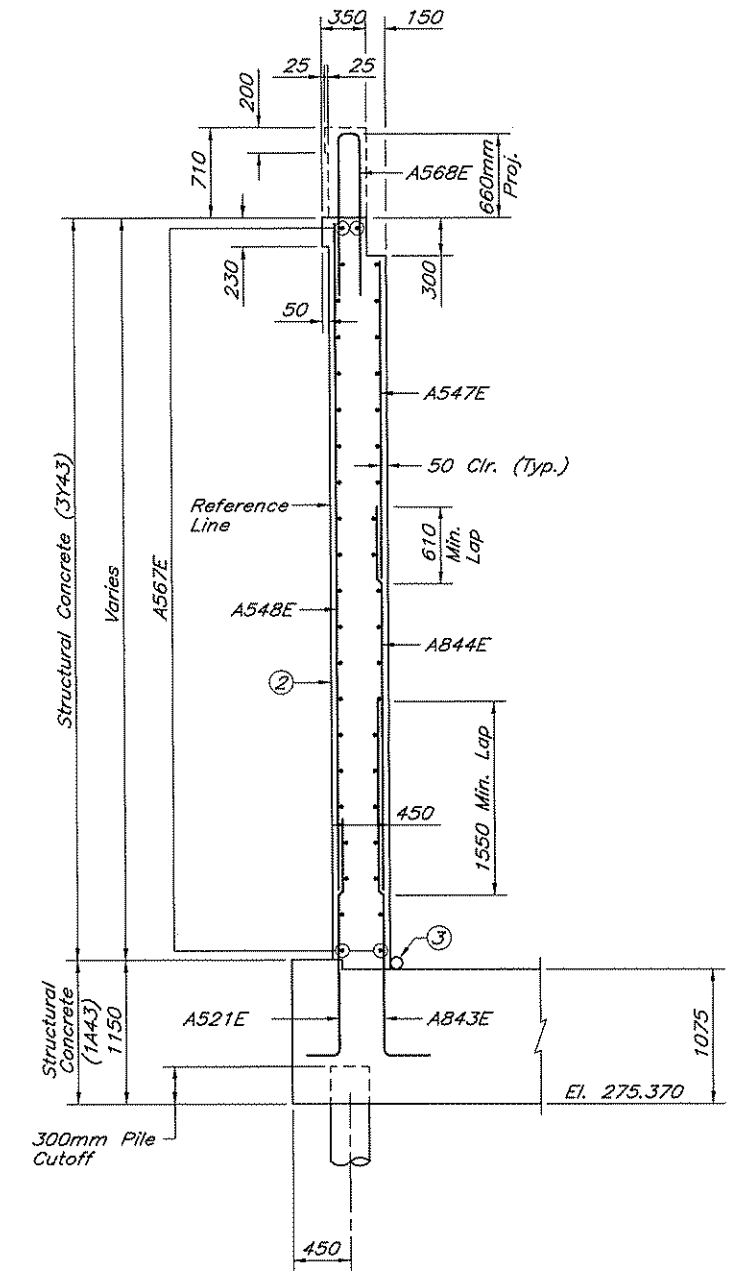 350
150
25
25
200
710
A568E
660mm
Proj.
230
300
50
A547E
50 Clr. (Typ.)
Reference
Line
610
Min.
Lap
Structural Concrete (3Y43)
Varies
A567E
A548E
A844E
2
1550 Min. Lap
450
3
Structural
Concrete
(1A43)
1150
A521E
A843E
1075
El. 275.370
300mm Pile
Cutoff
450